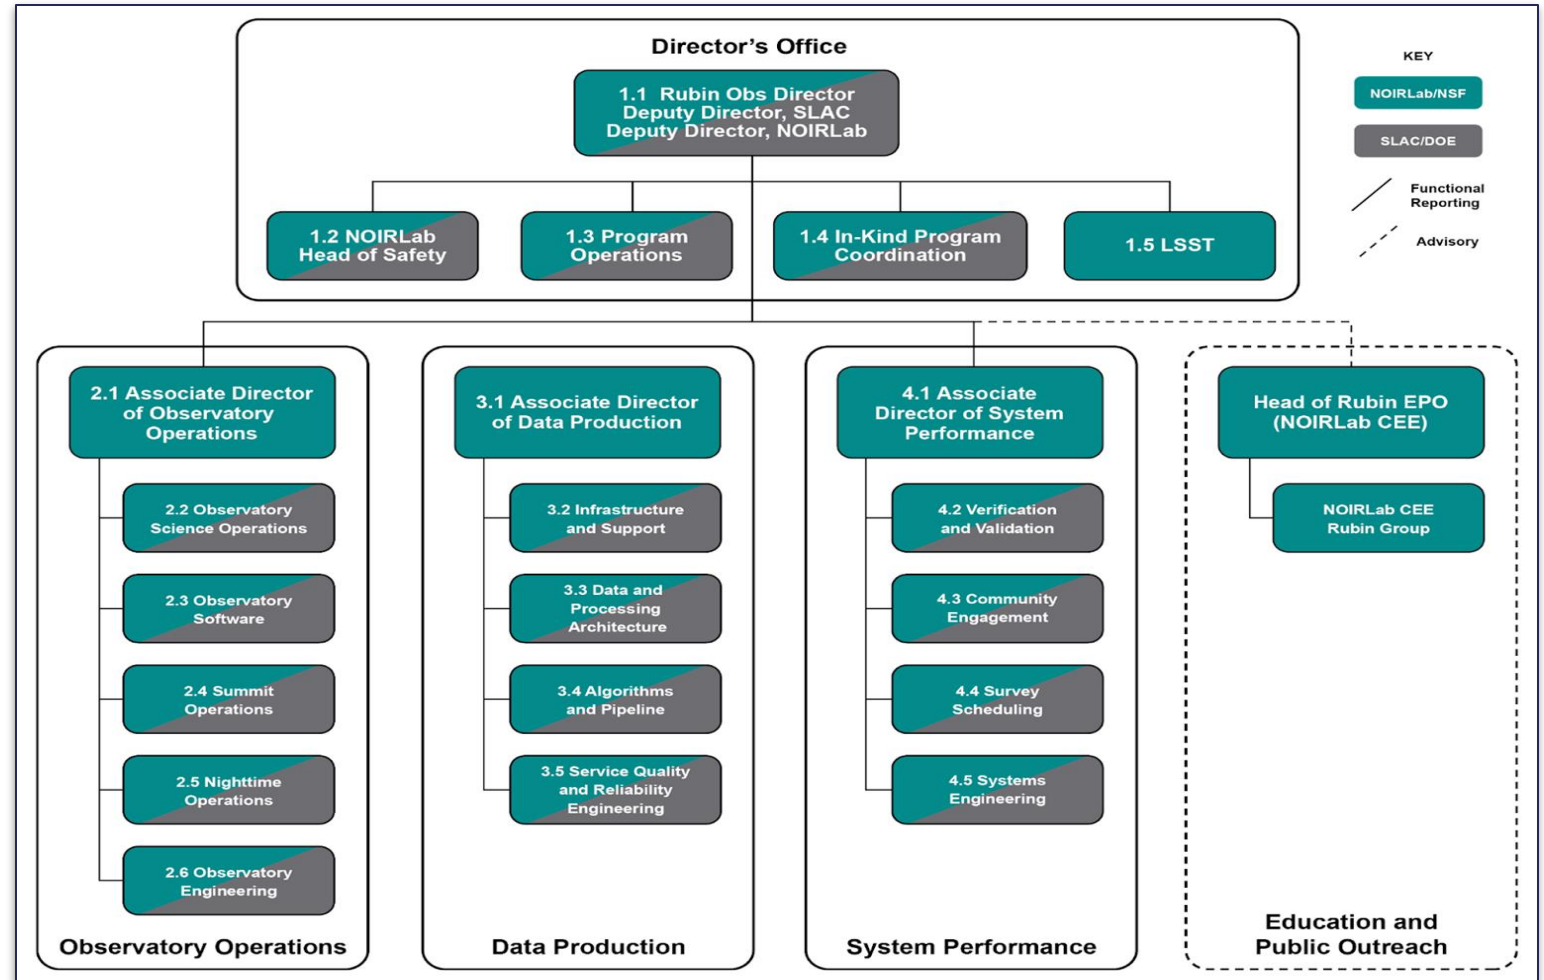 Director’s Office
1.1 Rubin Obs Director
Deputy Director, SLAC
Deputy Director, NOIRLab
1.2 NOIRLab
Head of Safety
1.3 Program
Operations
1.4 In-Kind Program
Coordination
1.5 LSST
KEY
NOIRLab/NSF
SLAC/DOE
Functional
Reporting
Advisory
2.1 Associate Director
of Observatory
Operations
2.2 Observatory
Science Operations
2.3 Observatory
Software
2.4 Summit
Operations
2.5 Nighttime
Operations
2.6 Observatory
Engineering
Observatory Operations
3.1 Associate Director
of Data Production
3.2 Infrastructure
and Support
3.3 Data and
Processing
Architecture
3.4 Algorithms
and Pipeline
3.5 Service Quality
and Reliability
Engineering
Data Production
4.1 Associate
Director of System
Performance
4.2 Verification
and Validation
4.3 Community
Engagement
4.4 Survey
Scheduling
4.5 Systems
Engineering
System Performance
Head of Rubin EPO
(NOIRLab CEE)
NOIRLab CEE
Rubin Group
Education and
Public Outreach